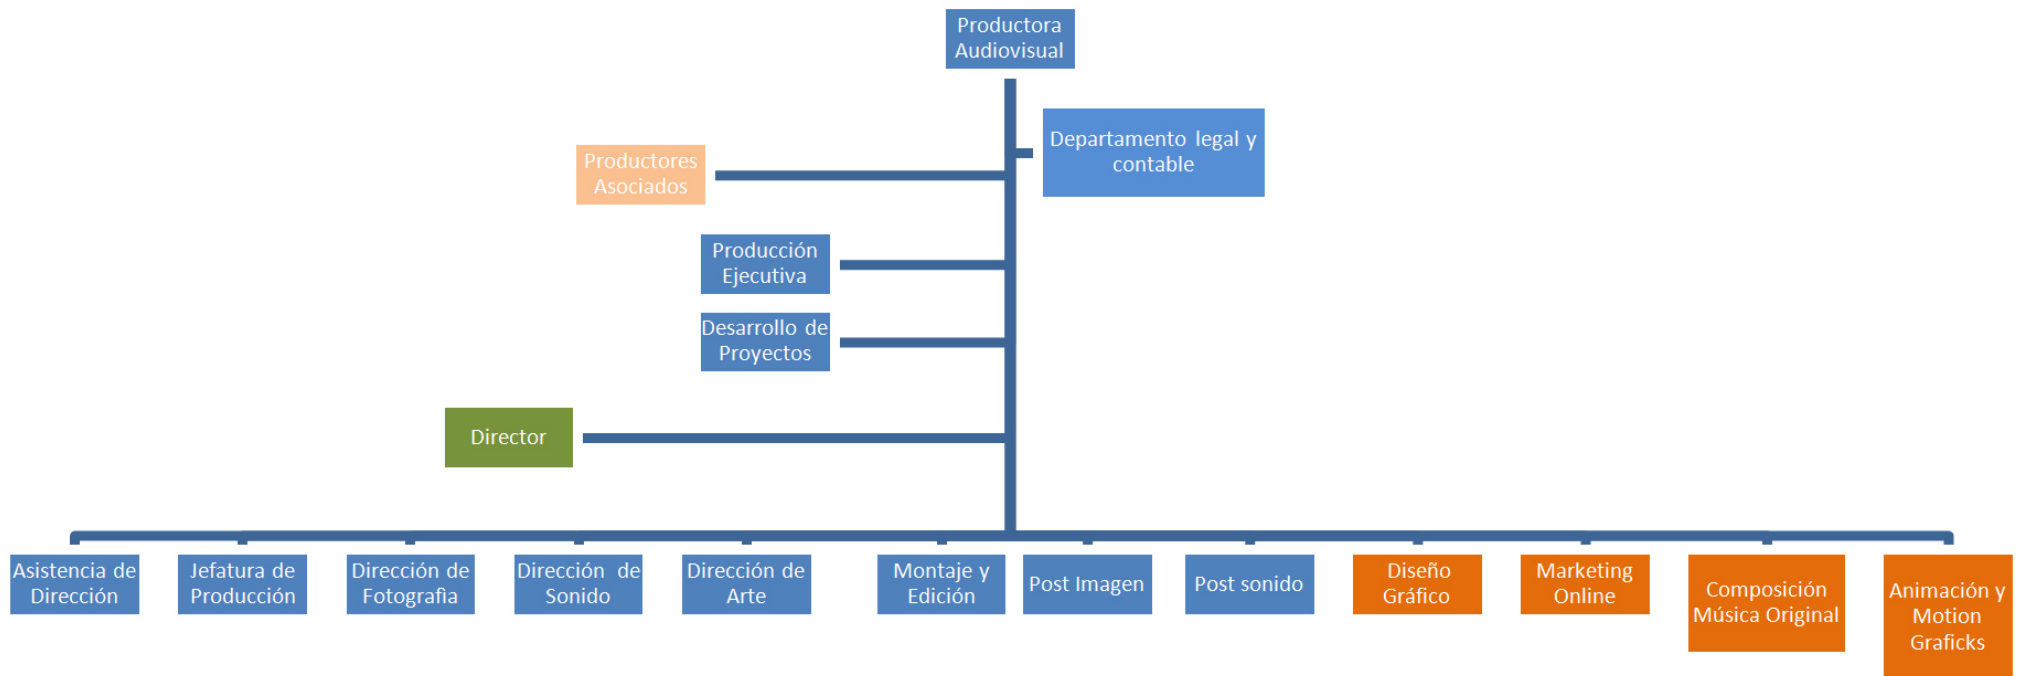 Productora
Audiovisual
Departamento legal y
contable
Productores
Asociados
Producción
Ejecutiva
Desarrollo de
Proyectos
Director
Asistencia de
Dirección
Jefatura de
Producción
Dirección de
Fotografìa
Dirección de
Sonido
Dirección de
Arte
Montaje y
Edición
Post Imagen
Post sonido
Diseño
Gráfico
Marketing
Online
Composición
Música Original
Animación y
Motion
Graficks